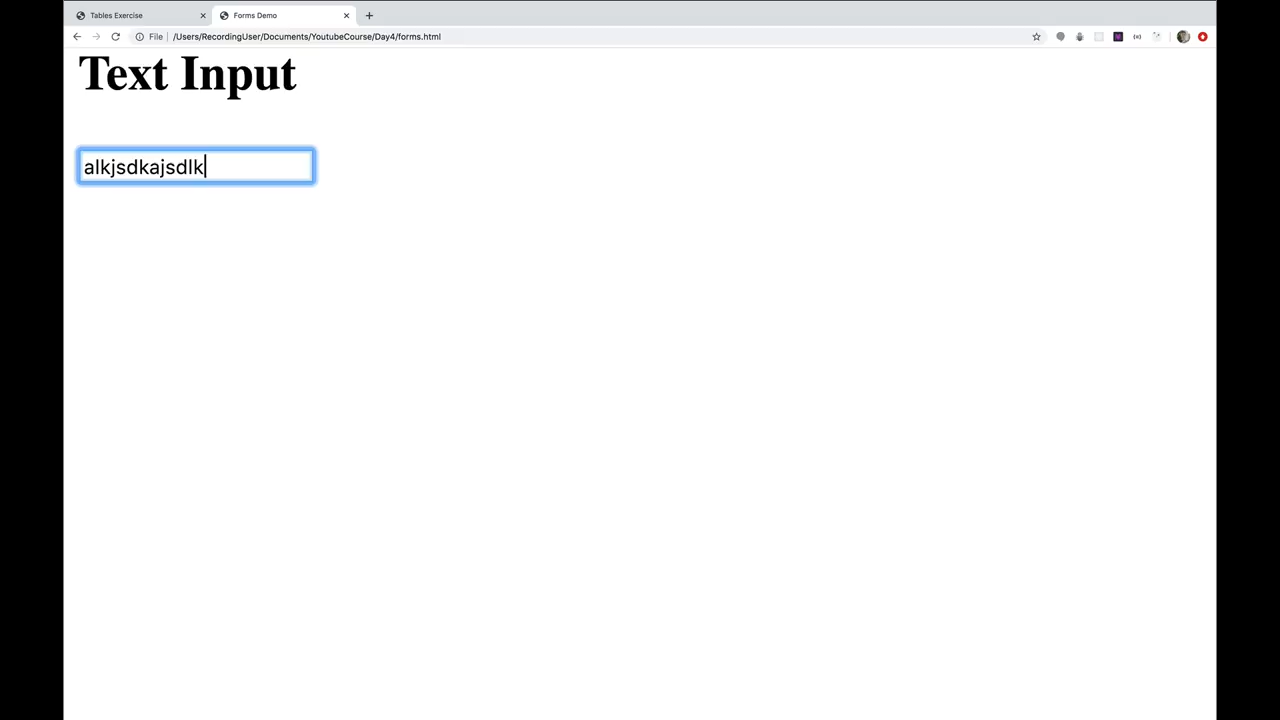 Tables Exercise
Forms Demo
File
/Users/RecordingUser/Documents/YoutubeCourse/Day4/forms.html
Text Input
alkjsdkajsdlk